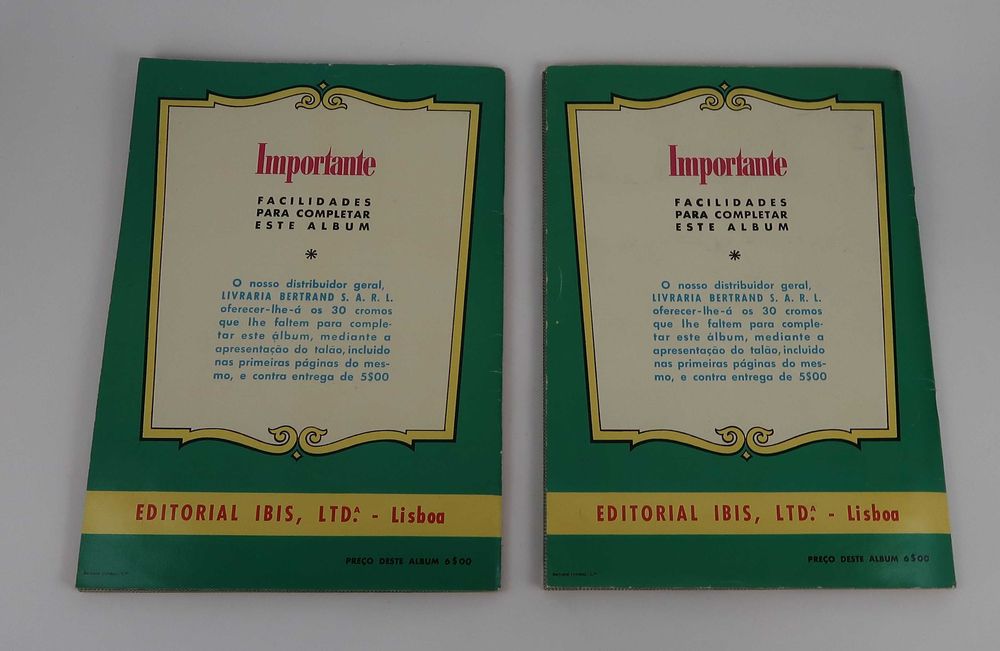 Importante
FACILIDADES
PARA COMPLETAR
ESTE ALBUM
*
O nosso distribuidor geral,
LIVRARIA BERTRAND S. A. R. L.
oferecer-lhe-á os 30 cromos
que lhe faltem para comple-
tar este álbum, mediante a
apresentação do talão, incluido
nas primeiras páginas do mes-
mo, e contra entrega de 5$00
EDITORIAL IBIS, LTD.ᴬ - Lisboa
PREÇO DESTE ALBUM 6$00
Importante
FACILIDADES
PARA COMPLETAR
ESTE ALBUM
*
O nosso distribuidor geral,
LIVRARIA BERTRAND S. A. R. L.
oferecer-lhe-á os 30 cromos
que lhe faltem para comple-
tar este álbum, mediante a
apresentação do talão, incluido
nas primeiras páginas do mes-
mo, e contra entrega de 5$00
EDITORIAL IBIS, LTD.ᴬ - Lisboa
PREÇO DESTE ALBUM 6$00